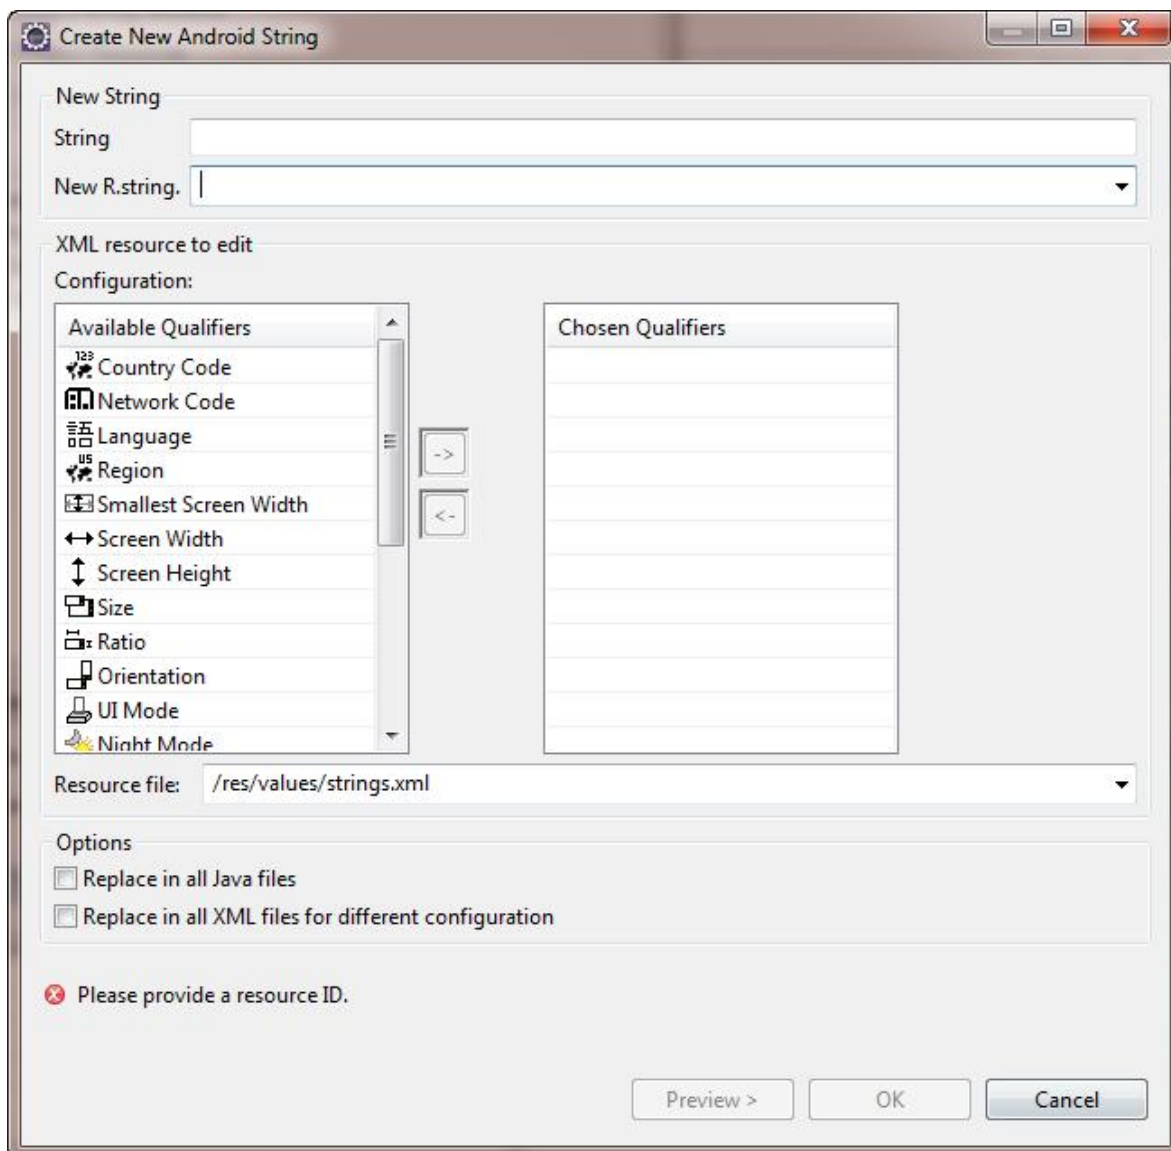 Create New Android String
New String
String
New R.string.
XML resource to edit
Configuration:
Available Qualifiers
Chosen Qualifiers
Country Code
Network Code
Language
Region
Smallest Screen Width
Screen Width
Screen Height
Size
Ratio
Orientation
UI Mode
Night Mode
->
<-
Resource file: /res/values/strings.xml
Options
Replace in all Java files
Replace in all XML files for different configuration
Please provide a resource ID.
Preview > OK Cancel